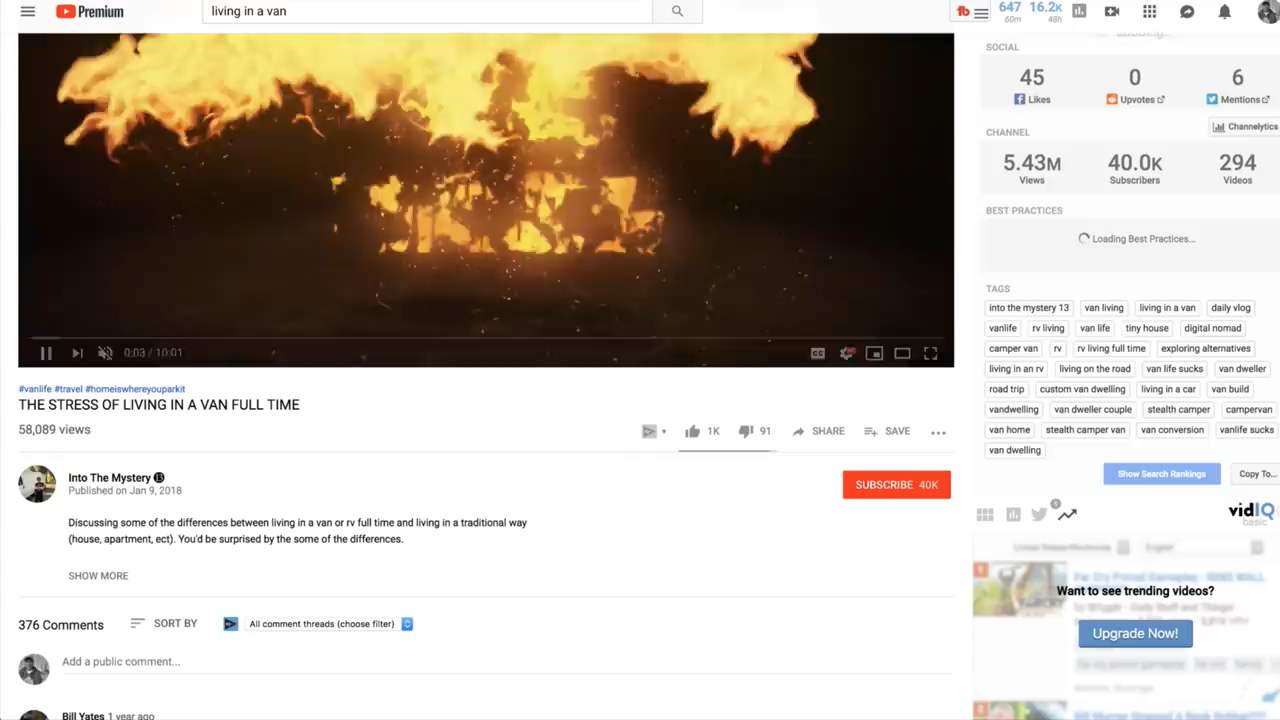 Premium
living in a van
647
60m
16.2K
48h
SOCIAL
45
0
6
Likes
Upvotes
Mentions
CHANNEL
Channelytics
5.43M
40.0K
294
Views
Subscribers
Videos
BEST PRACTICES
Loading Best Practices...
TAGS
into the mystery 13
van living
living in a van
daily vlog
vanlife
rv living
van life
tiny house
digital nomad
camper van
rv
rv living full time
exploring alternatives
living in an rv
living on the road
van life sucks
van dweller
road trip
custom van dwelling
living in a car
van build
vandwelling
van dweller couple
stealth camper
campervan
van home
stealth camper van
van conversion
vanlife sucks
van dwelling
Show Search Rankings
Copy To...
vidIQ
basic
Want to see trending videos?
Upgrade Now!
0:03 / 10:01
CC
#vanlife #travel #homeiswhereyouparkit
THE STRESS OF LIVING IN A VAN FULL TIME
58,089 views
1K
91
SHARE
SAVE
Into The Mystery 13
Published on Jan 9, 2018
SUBSCRIBE 40K
Discussing some of the differences between living in a van or rv full time and living in a traditional way
(house, apartment, ect). You'd be surprised by the some of the differences.
SHOW MORE
376 Comments
SORT BY
All comment threads (choose filter)
Add a public comment...
Bill Yates 1 year ago